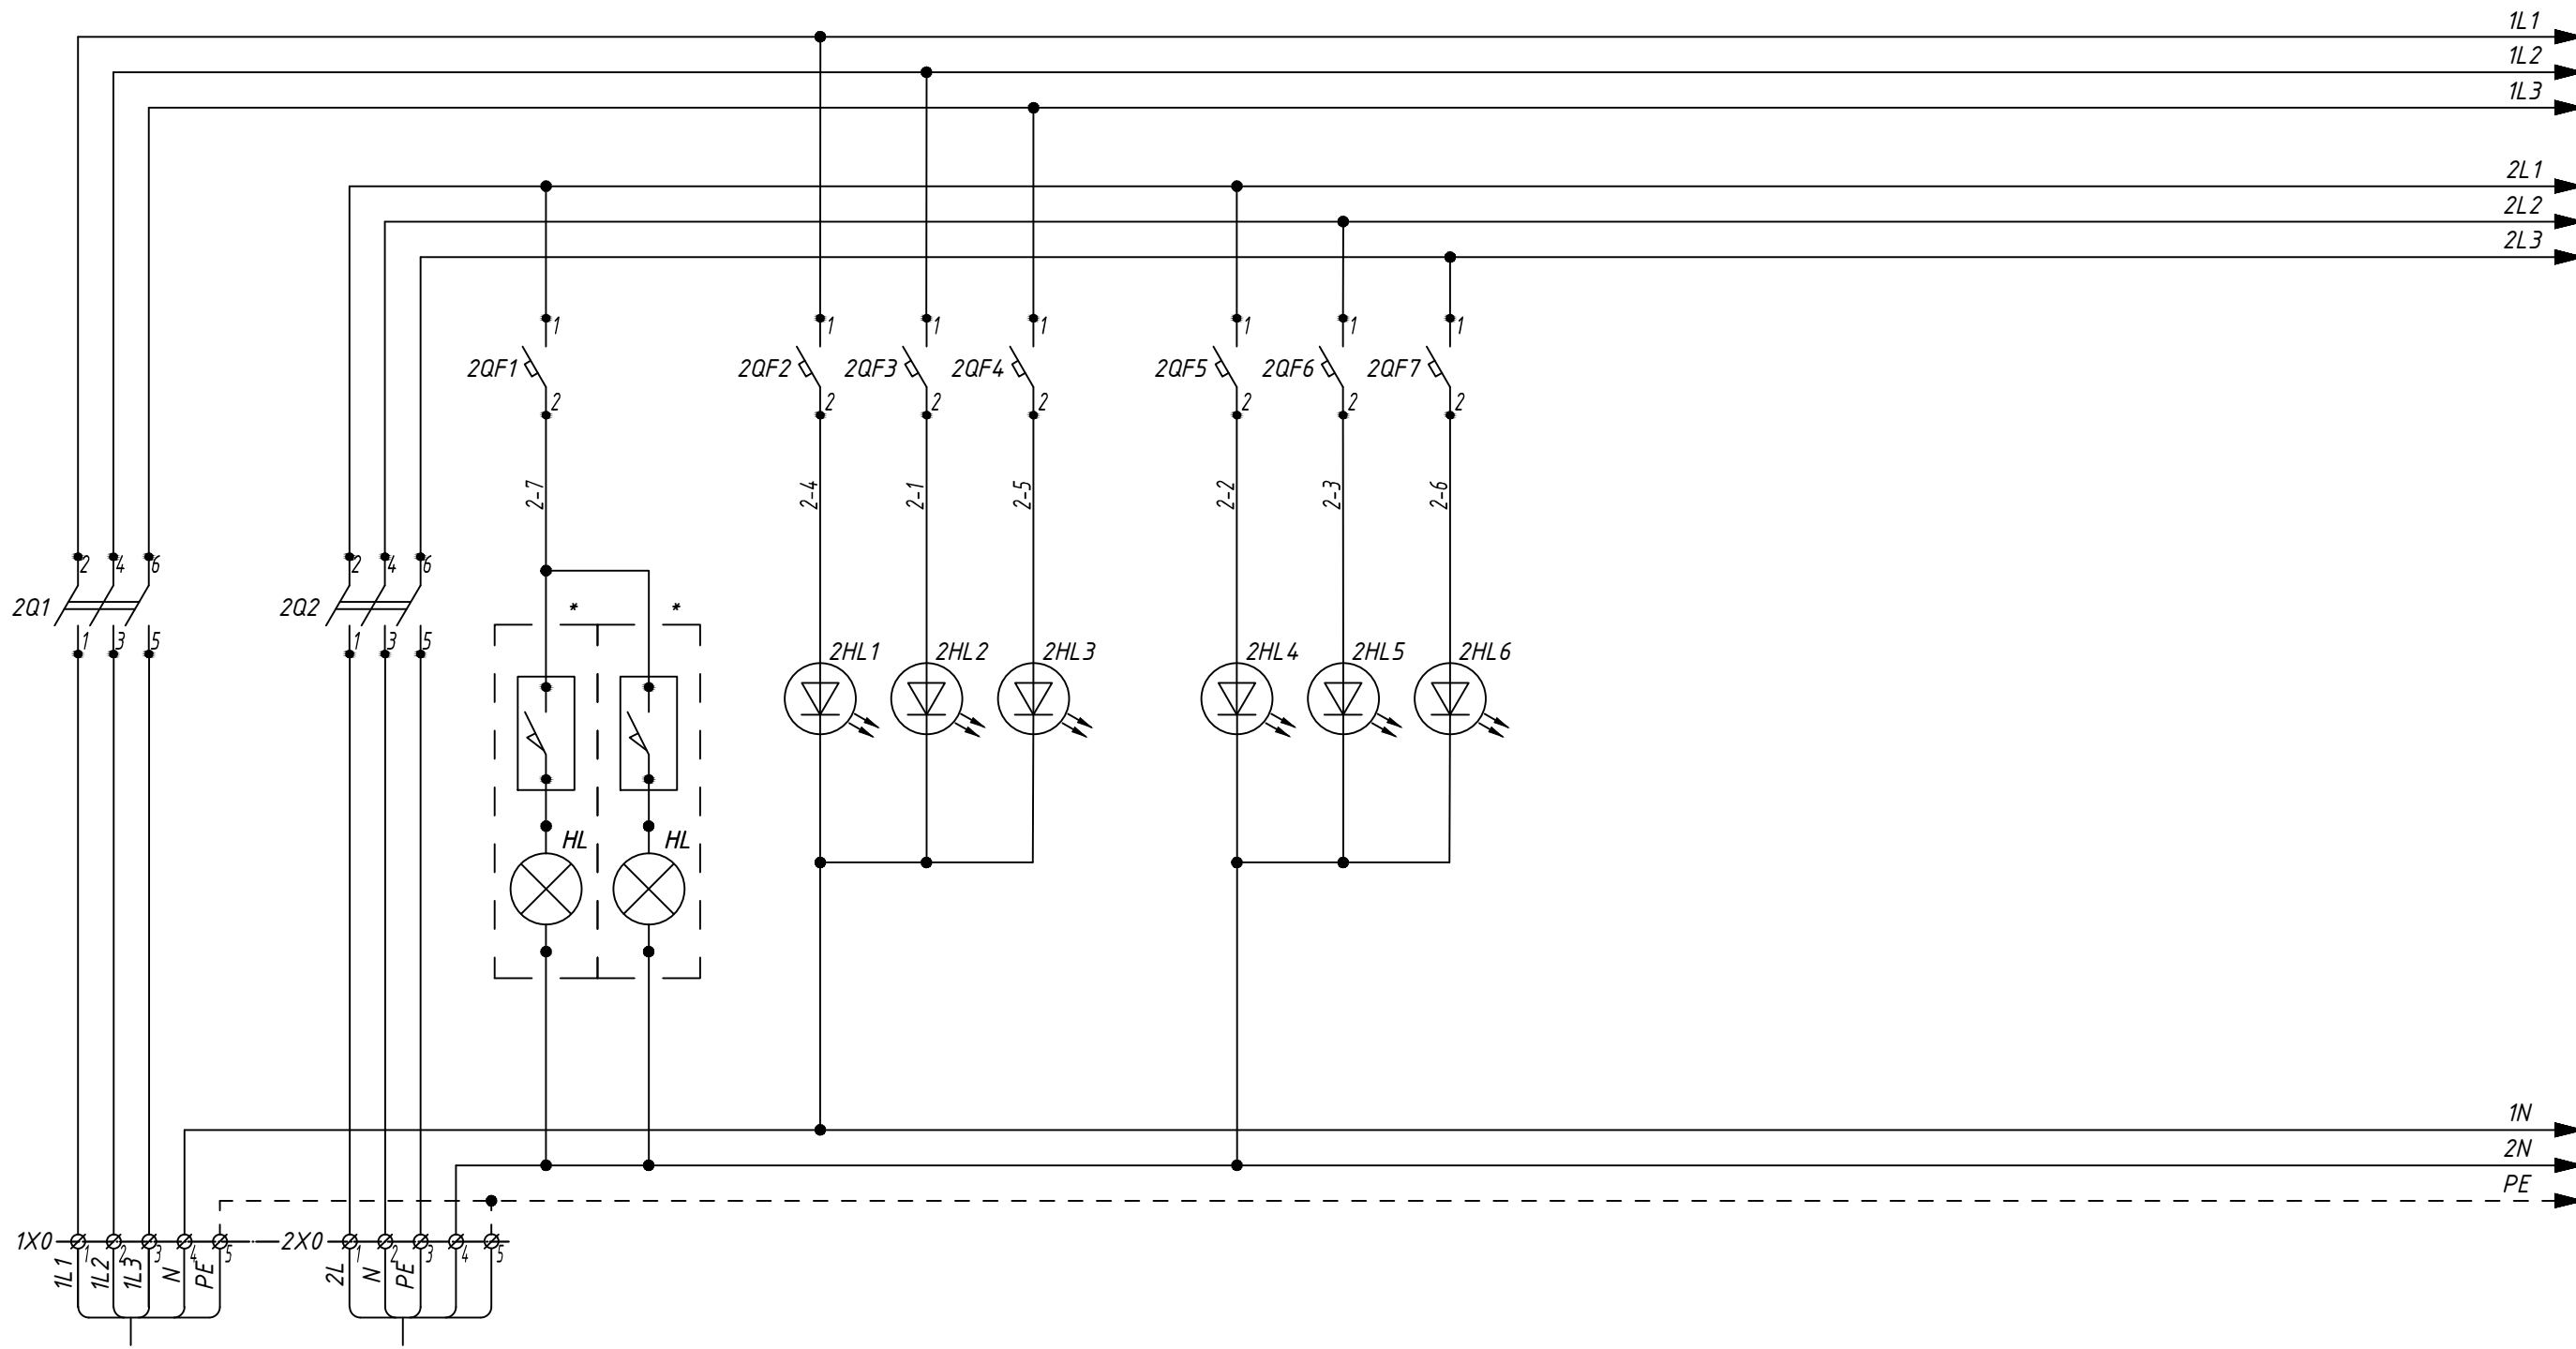 1L1
1L2
1L3
2L1
2L2
2L3
1 1 1 1 1 1 1
2QF1 2QF2 2QF3 2QF4 2QF5 2QF6 2QF7
2 2 2 2 2 2 2
2-7 2-4 2-1 2-5 2-2 2-3 2-6
2 4 6 2 4 6
2Q1 2Q2 * *
1 3 5 1 3 5
2HL1 2HL2 2HL3 2HL4 2HL5 2HL6
HL HL
1N
2N
PE
1X0 1 2 3 4 5 2X0 1 2 3 4 5
1L1 1L2 1L3 N PE 2L N PE